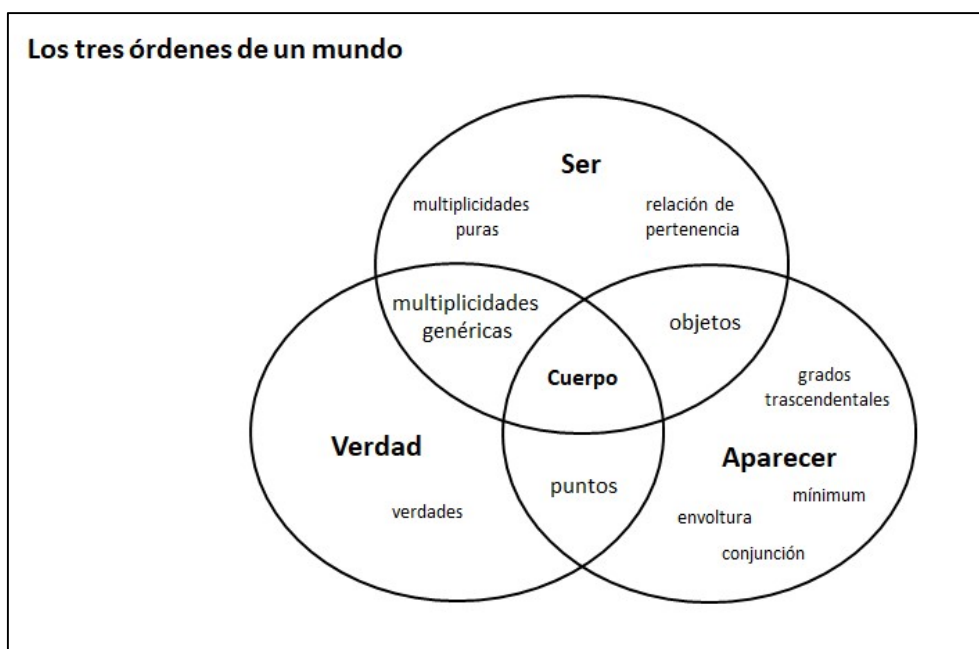 Los tres órdenes de un mundo
Ser
multiplicidades
puras
relación de
pertenencia
multiplicidades
genéricas
objetos
Cuerpo
grados
trascendentales
Verdad
Aparecer
puntos
mínimum
verdades
envoltura
conjunción